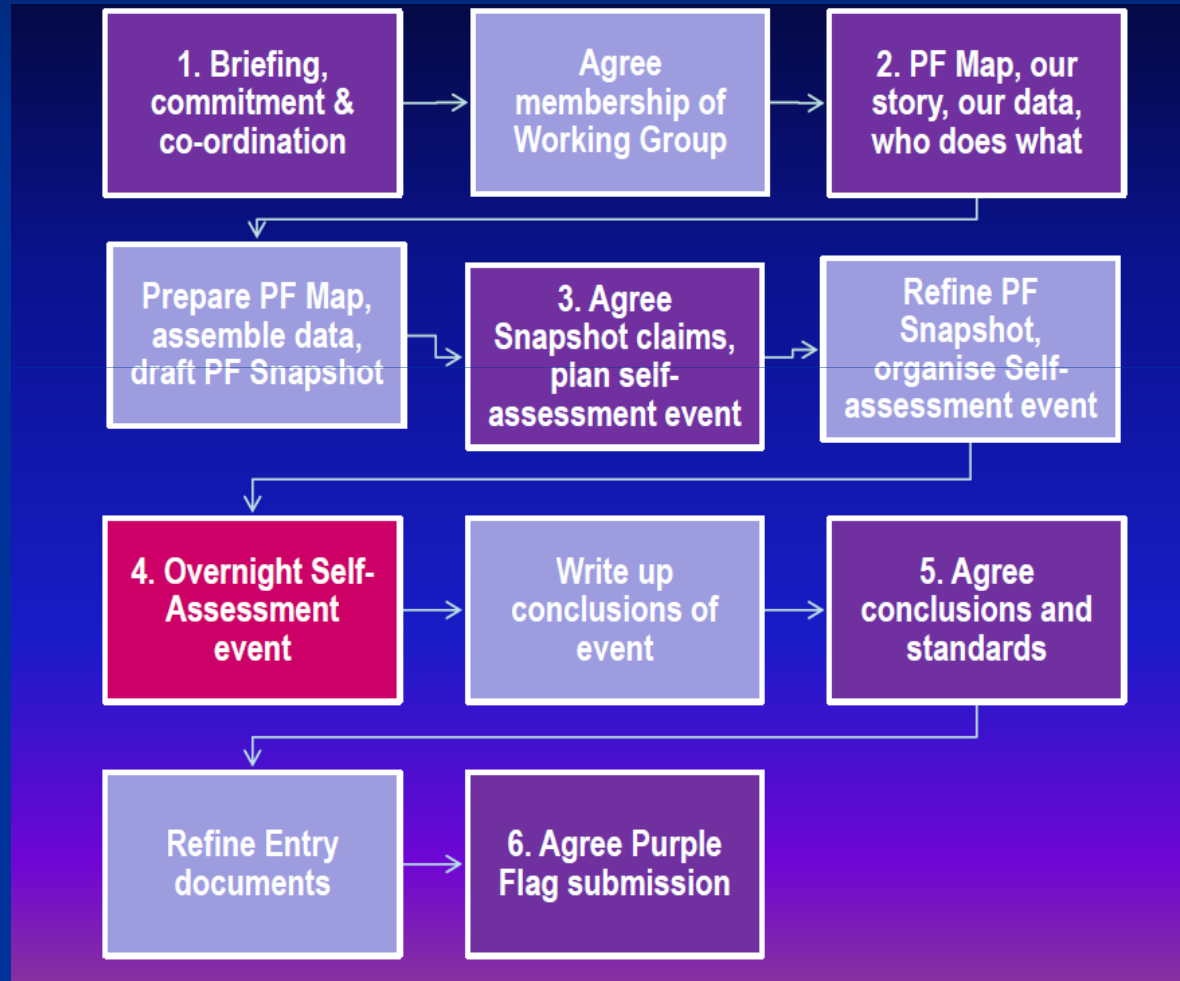 1. Briefing,
commitment &
co-ordination
Agree
membership of
Working Group
2. PF Map, our
story, our data,
who does what
Prepare PF Map,
assemble data,
draft PF Snapshot
3. Agree
Snapshot claims,
plan self-
assessment event
Refine PF
Snapshot,
organise Self-
assessment event
4. Overnight Self-
Assessment
event
Write up
conclusions of
event
5. Agree
conclusions and
standards
Refine Entry
documents
6. Agree Purple
Flag submission